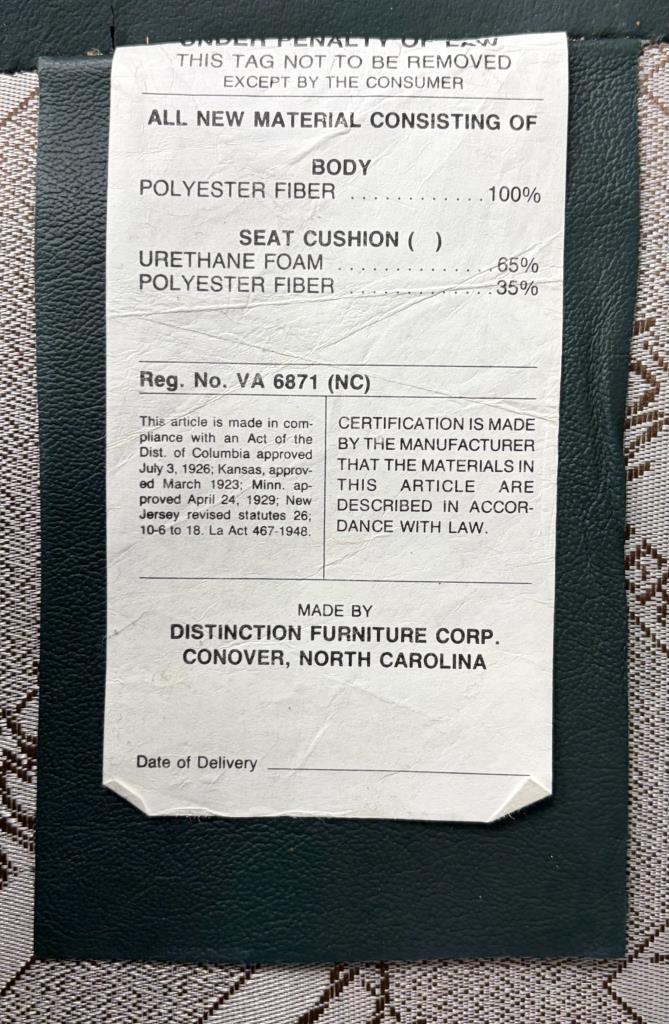 UNDER PENALTY OF LAW
THIS TAG NOT TO BE REMOVED
EXCEPT BY THE CONSUMER
ALL NEW MATERIAL CONSISTING OF
BODY
POLYESTER FIBER .............100%
SEAT CUSHION ( )
URETHANE FOAM ...............65%
POLYESTER FIBER ..............35%
Reg. No. VA 6871 (NC)
This article is made in com-
pliance with an Act of the
Dist. of Columbia approved
July 3, 1926; Kansas, approv-
ed March 1923; Minn. ap-
proved April 24, 1929; New
Jersey revised statutes 26;
10-6 to 18. La Act 467-1948.
CERTIFICATION IS MADE
BY THE MANUFACTURER
THAT THE MATERIALS IN
THIS ARTICLE ARE
DESCRIBED IN ACCOR-
DANCE WITH LAW.
MADE BY
DISTINCTION FURNITURE CORP.
CONOVER, NORTH CAROLINA
Date of Delivery